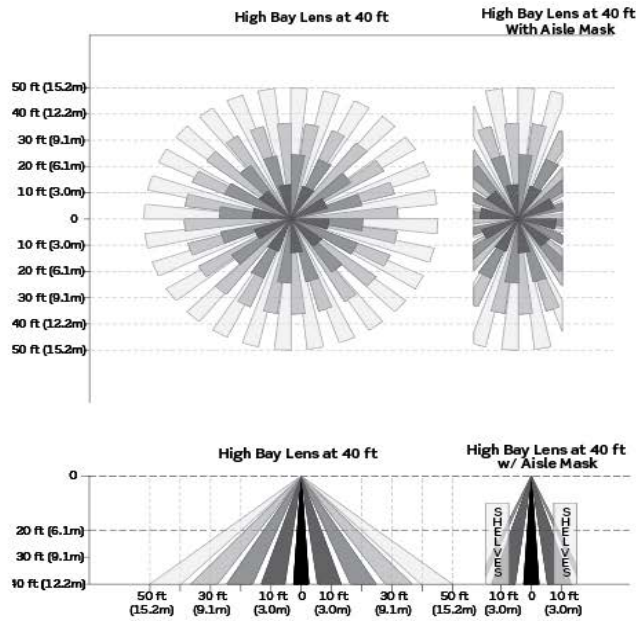 High Bay Lens at 40 ft
High Bay Lens at 40 ft
With Aisle Mask
50 ft (15.2m)
40 ft (12.2m)
30 ft (9.1m)
20 ft (6.1m)
10 ft (3.0m)
0
10 ft (3.0m)
20 ft (6.1m)
30 ft (9.1m)
40 ft (12.2m)
50 ft (15.2m)
High Bay Lens at 40 ft
High Bay Lens at 40 ft
w/ Aisle Mask
0
20 ft (6.1m)
30 ft (9.1m)
40 ft (12.2m)
SHELVES
SHELVES
50 ft 30 ft 10 ft 0 10 ft 30 ft 50 ft 10 ft 0 10 ft
(15.2m) (9.1m) (3.0m) (3.0m) (9.1m) (15.2m) (3.0m) (3.0m)